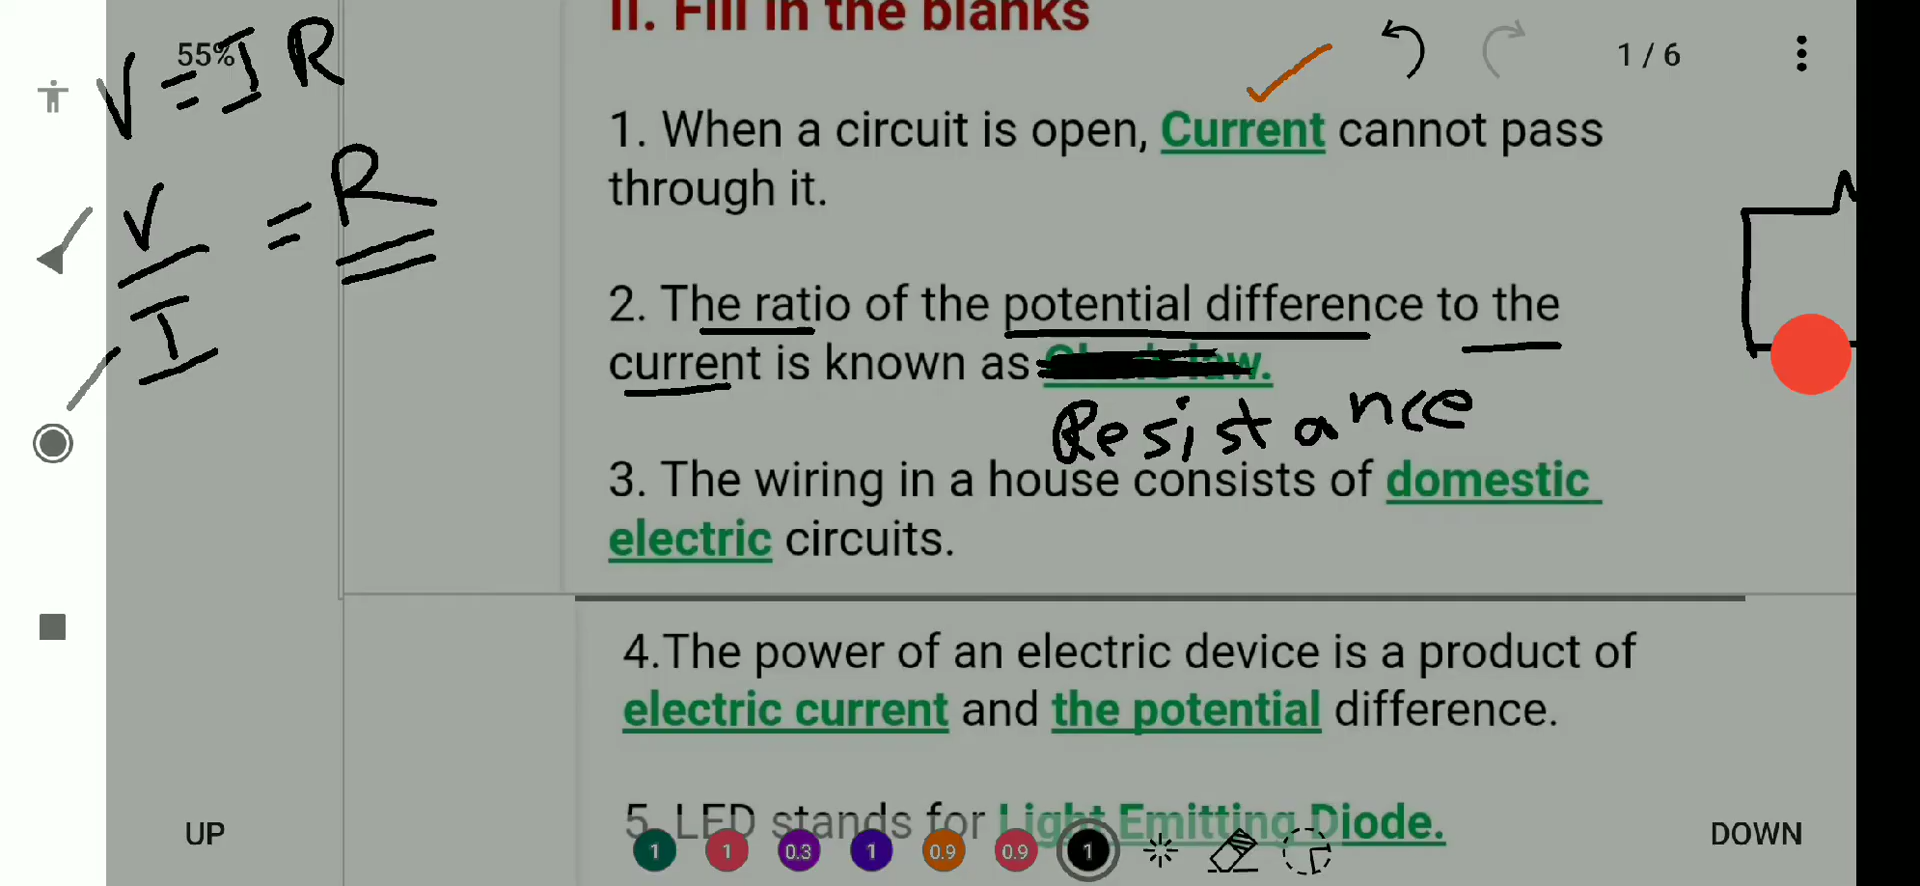 II. Fill in the blanks
55%
V = I R
1 / 6
1. When a circuit is open, Current cannot pass
through it.
V
= R
I
2. The ratio of the potential difference to the
current is known as law.
Resistance
3. The wiring in a house consists of domestic
electric circuits.
4.The power of an electric device is a product of
electric current and the potential difference.
5. LED stands for Light Emitting Diode.
UP
DOWN
1 1 0.3 1 0.9 0.9 1